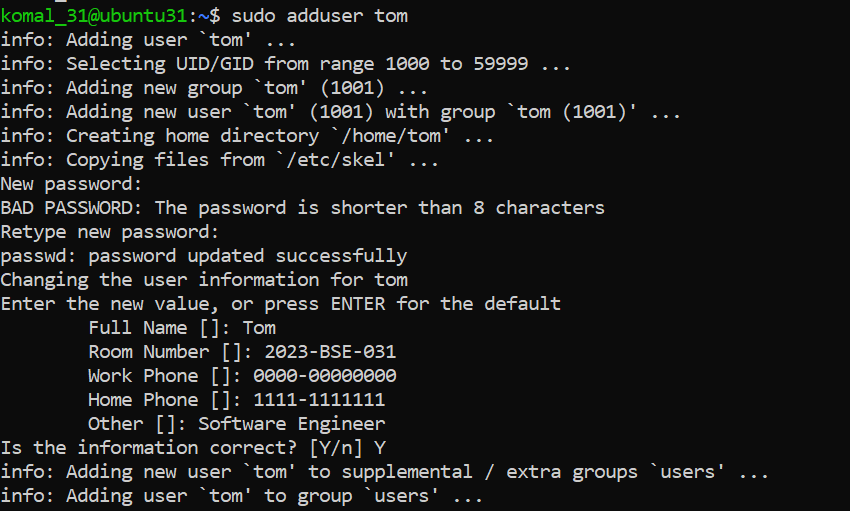 komal_31@ubuntu31:~$ sudo adduser tom
info: Adding user `tom' ...
info: Selecting UID/GID from range 1000 to 59999 ...
info: Adding new group `tom' (1001) ...
info: Adding new user `tom' (1001) with group `tom (1001)' ...
info: Creating home directory `/home/tom' ...
info: Copying files from `/etc/skel' ...
New password:
BAD PASSWORD: The password is shorter than 8 characters
Retype new password:
passwd: password updated successfully
Changing the user information for tom
Enter the new value, or press ENTER for the default
        Full Name []: Tom
        Room Number []: 2023-BSE-031
        Work Phone []: 0000-00000000
        Home Phone []: 1111-1111111
        Other []: Software Engineer
Is the information correct? [Y/n] Y
info: Adding new user `tom' to supplemental / extra groups `users' ...
info: Adding user `tom' to group `users' ...